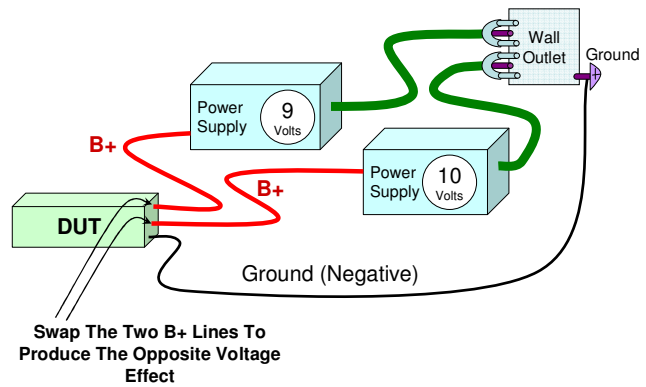 Wall
Outlet
Ground
Power
Supply
9
Volts
B+
Power
Supply
10
Volts
B+
DUT
Ground (Negative)
Swap The Two B+ Lines To
Produce The Opposite Voltage
Effect